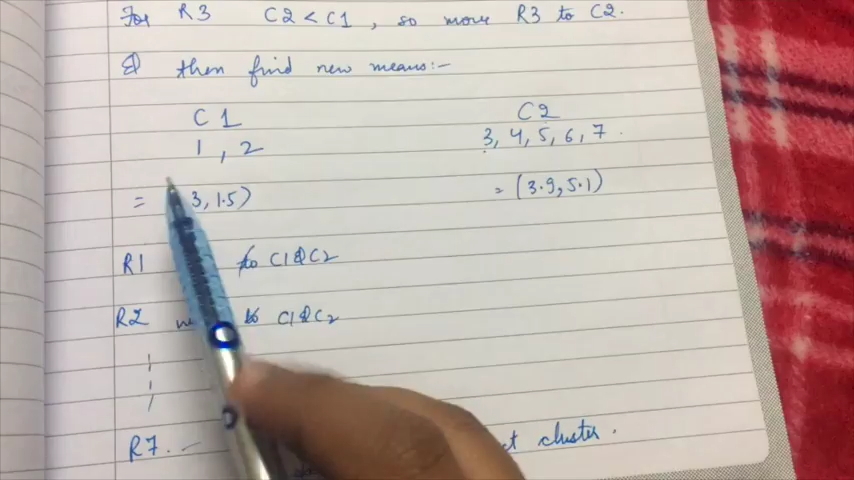 For R3 C2 < C1, so move R3 to C2.
then find new means:-
C1 C2
1, 2 3, 4, 5, 6, 7.
= 3, 1.5) = (3.9, 5.1)
R1 to C1 & C2
R2 to C1 & C2
R7. cluster.